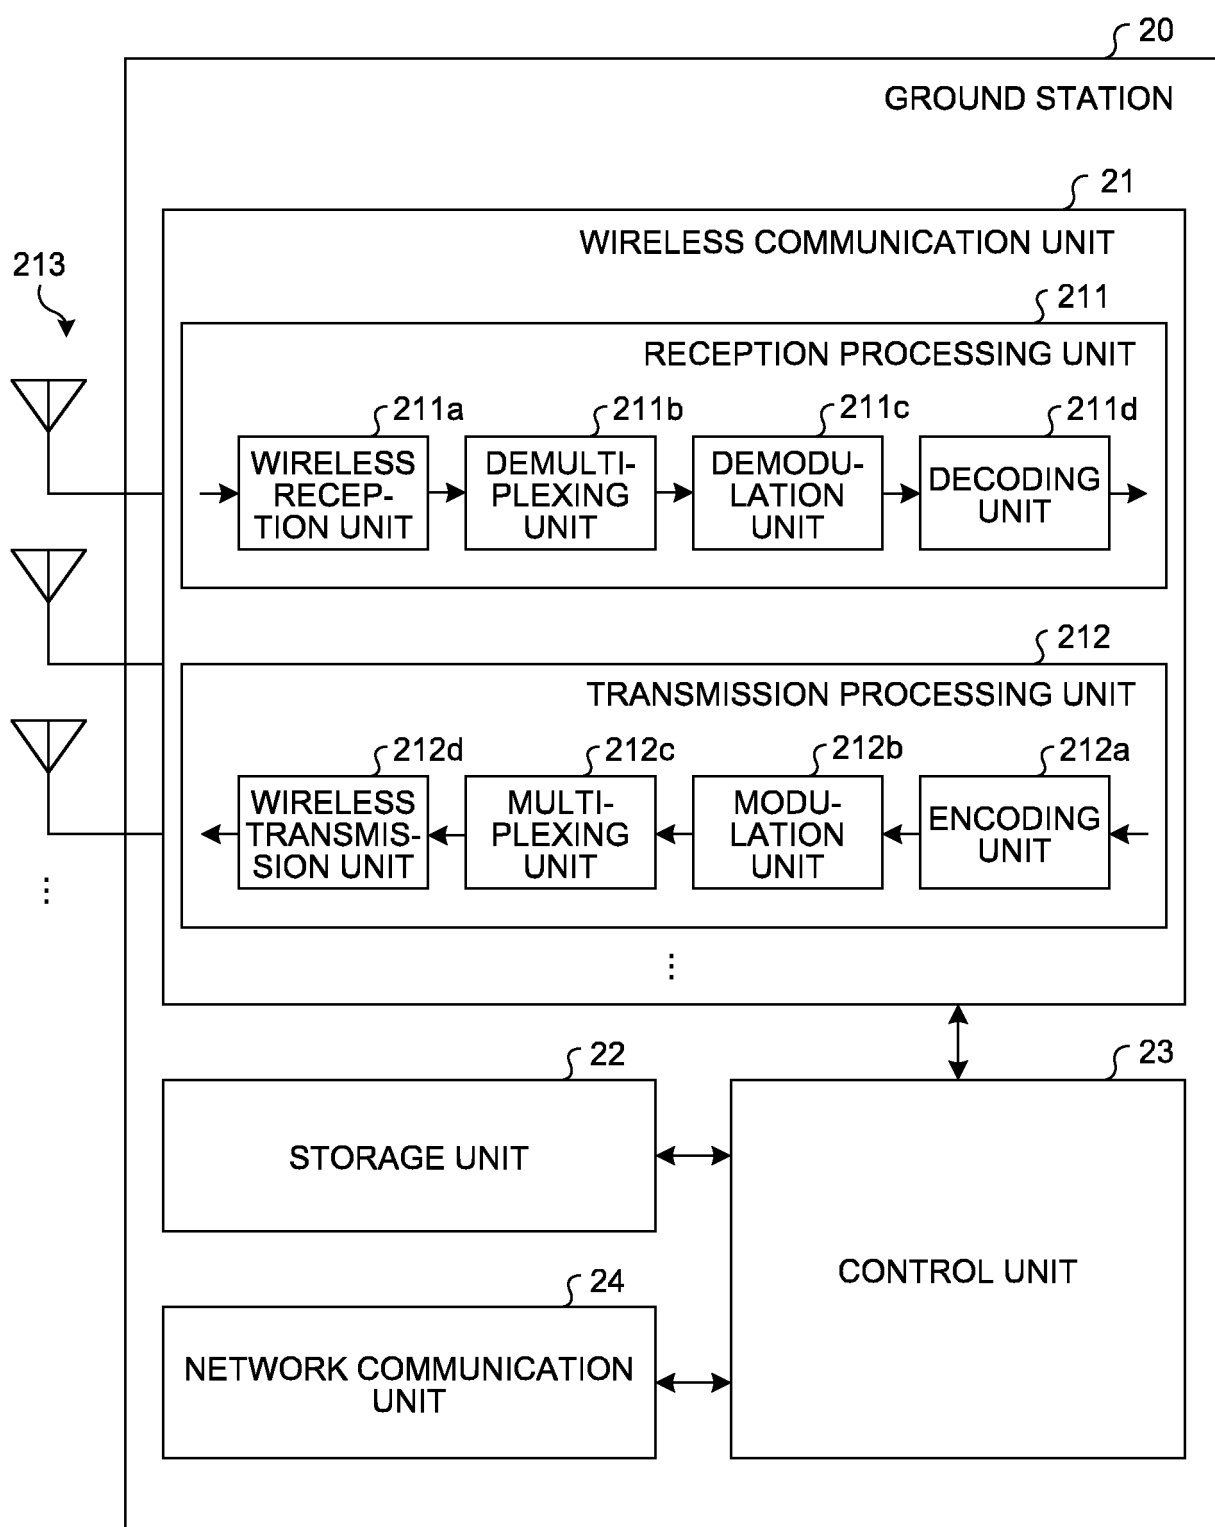 20
GROUND STATION
21
WIRELESS COMMUNICATION UNIT
213
211
RECEPTION PROCESSING UNIT
211a
211b
211c
211d
WIRELESS
RECEP-
TION UNIT
DEMULTI-
PLEXING
UNIT
DEMODU-
LATION
UNIT
DECODING
UNIT
212
TRANSMISSION PROCESSING UNIT
212d
212c
212b
212a
WIRELESS
TRANSMIS-
SION UNIT
MULTI-
PLEXING
UNIT
MODU-
LATION
UNIT
ENCODING
UNIT
...
...
22
STORAGE UNIT
23
CONTROL UNIT
24
NETWORK COMMUNICATION
UNIT